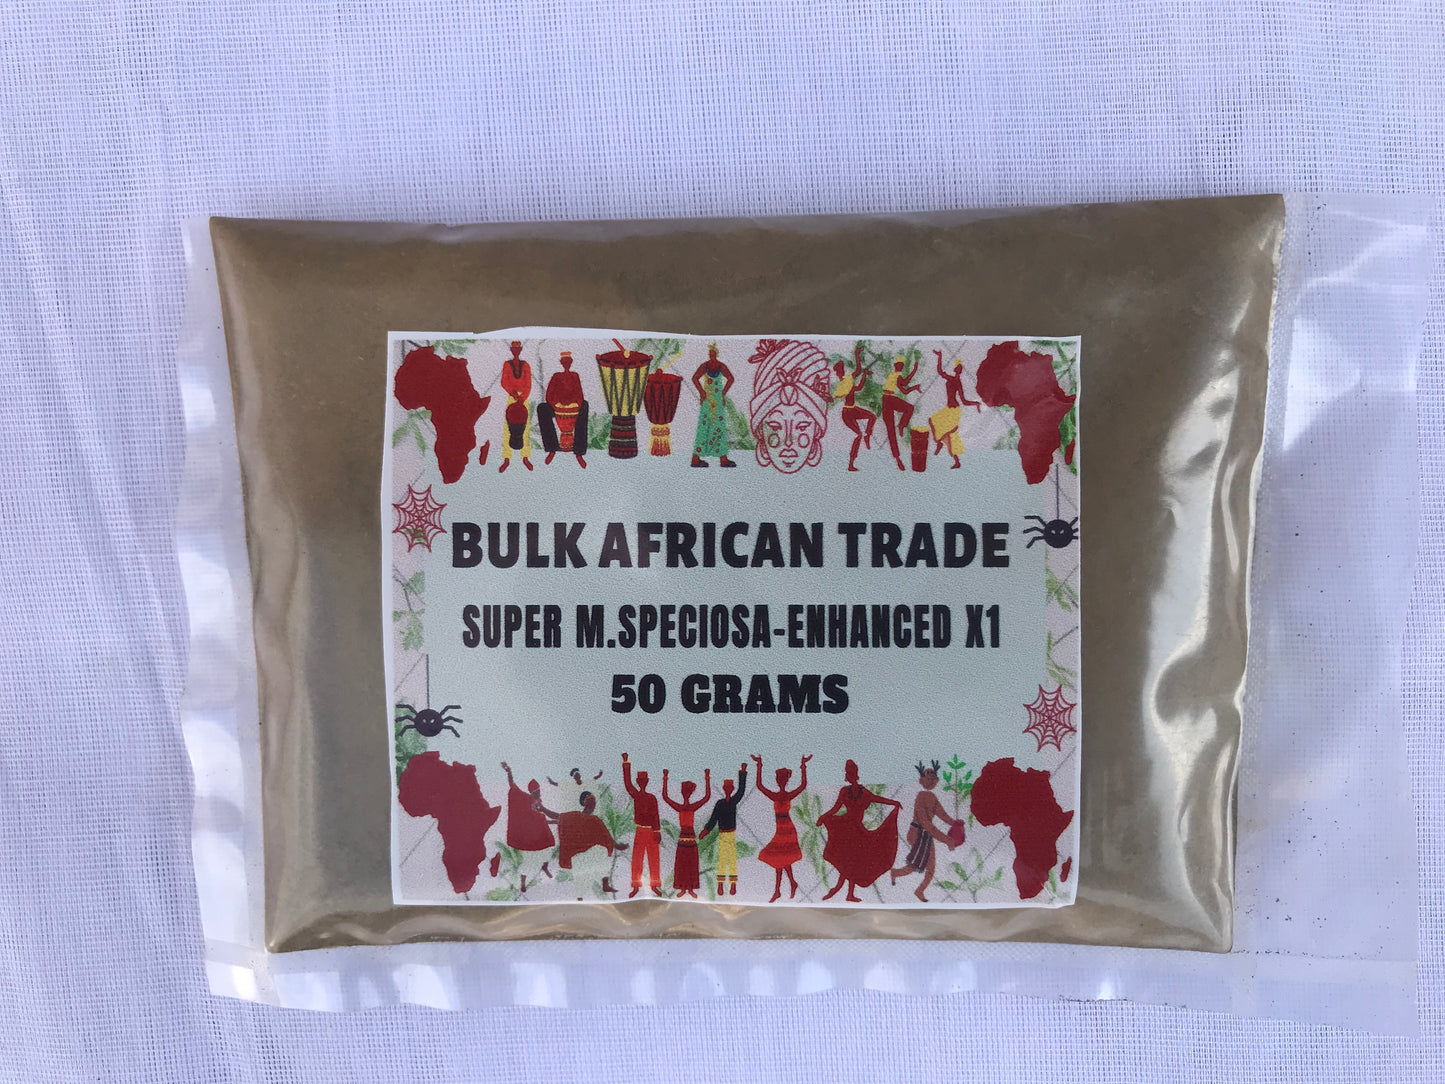 BULK AFRICAN TRADE
SUPER M.SPECIOSA-ENHANCED X1
50 GRAMS